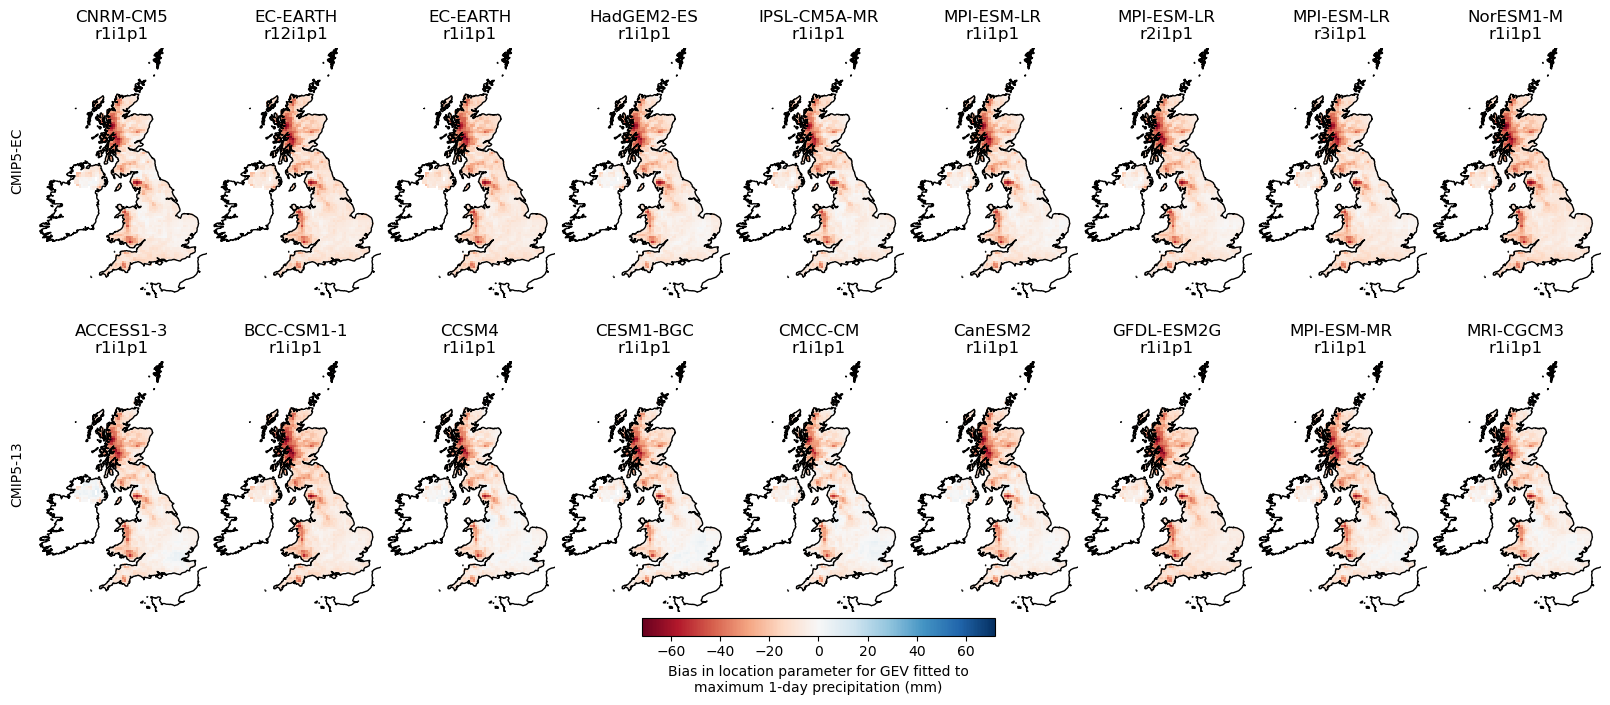 CNRM-CM5
r1i1p1
EC-EARTH
r12i1p1
EC-EARTH
r1i1p1
HadGEM2-ES
r1i1p1
IPSL-CM5A-MR
r1i1p1
MPI-ESM-LR
r1i1p1
MPI-ESM-LR
r2i1p1
MPI-ESM-LR
r3i1p1
NorESM1-M
r1i1p1
CMIP5-EC
ACCESS1-3
r1i1p1
BCC-CSM1-1
r1i1p1
CCSM4
r1i1p1
CESM1-BGC
r1i1p1
CMCC-CM
r1i1p1
CanESM2
r1i1p1
GFDL-ESM2G
r1i1p1
MPI-ESM-MR
r1i1p1
MRI-CGCM3
r1i1p1
CMIP5-13
−60 −40 −20 0 20 40 60
Bias in location parameter for GEV fitted to
maximum 1-day precipitation (mm)